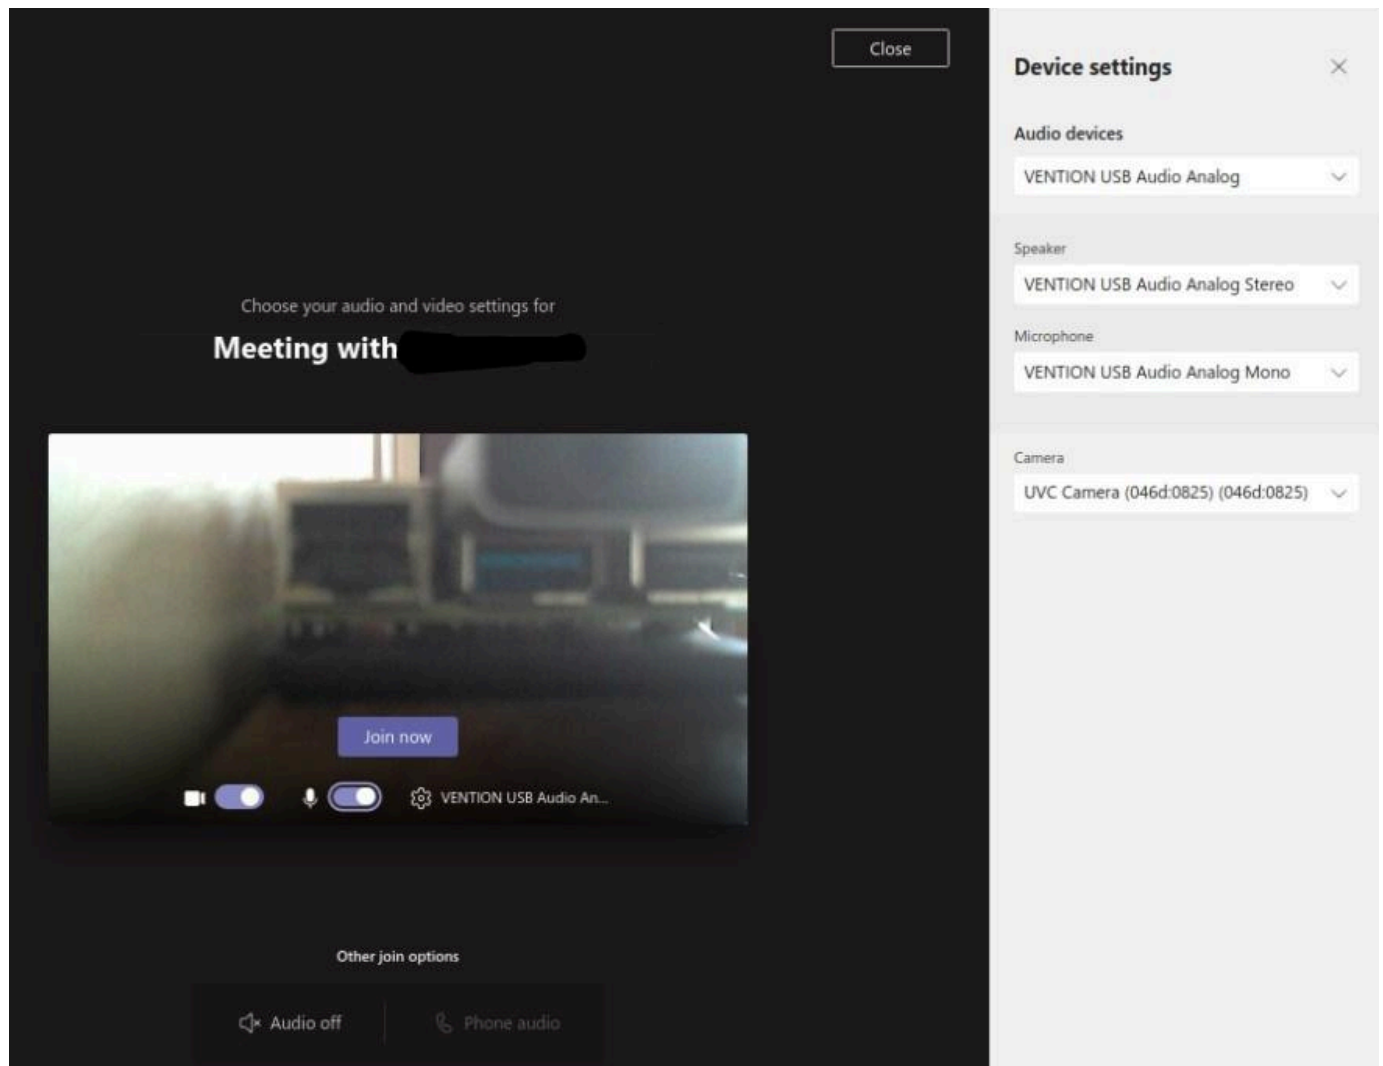 Close
Choose your audio and video settings for
Meeting with
Join now
VENTION USB Audio An...
Other join options
Audio off
Phone audio
Device settings
Audio devices
VENTION USB Audio Analog
Speaker
VENTION USB Audio Analog Stereo
Microphone
VENTION USB Audio Analog Mono
Camera
UVC Camera (046d:0825) (046d:0825)